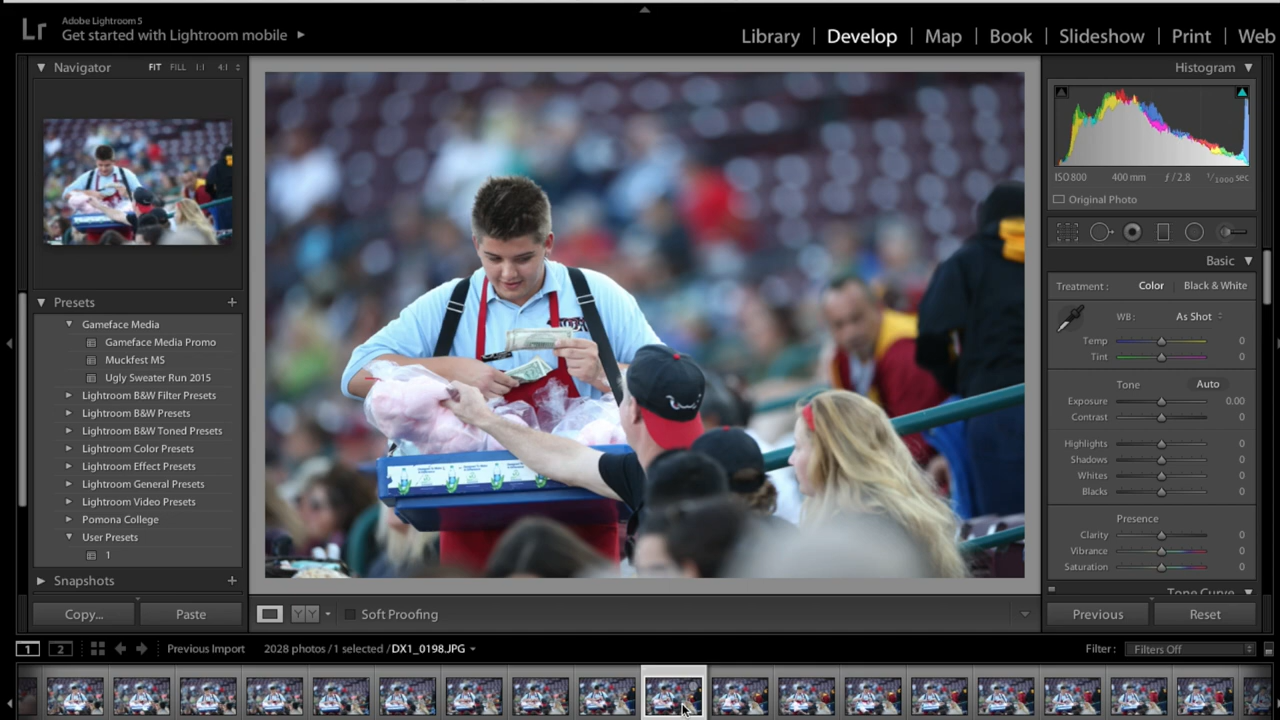 Lr
Adobe Lightroom 5
Get started with Lightroom mobile
Library | Develop | Map | Book | Slideshow | Print | Web
Navigator FIT FILL 1:1 4:1
Histogram
ISO 800 400 mm ƒ / 2.8 1/1000 sec
Original Photo
Basic
Treatment : Color Black & White
WB : As Shot
Temp 0
Tint 0
Tone Auto
Exposure 0.00
Contrast 0
Highlights 0
Shadows 0
Whites 0
Blacks 0
Presence
Clarity 0
Vibrance 0
Saturation 0
Tone Curve
Presets
Gameface Media
Gameface Media Promo
Muckfest MS
Ugly Sweater Run 2015
Lightroom B&W Filter Presets
Lightroom B&W Presets
Lightroom B&W Toned Presets
Lightroom Color Presets
Lightroom Effect Presets
Lightroom General Presets
Lightroom Video Presets
Pomona College
User Presets
1
Snapshots
Copy... Paste
Y Y Soft Proofing
Previous Reset
1 2 Previous Import 2028 photos / 1 selected / DX1_0198.JPG Filter : Filters Off